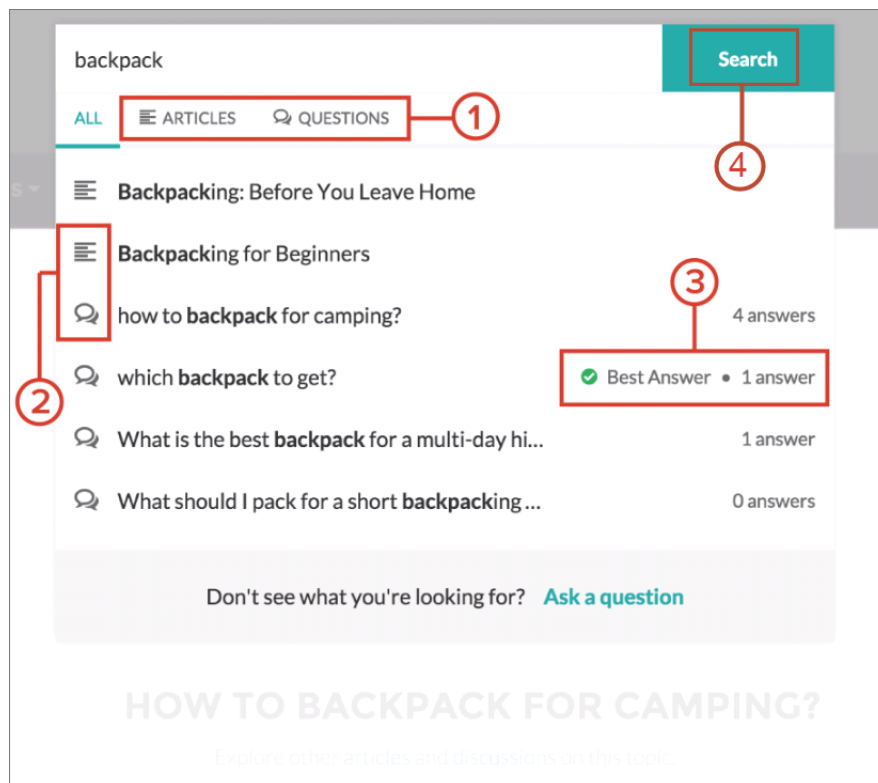 backpack
Search
ALL ARTICLES QUESTIONS
1
4
Backpacking: Before You Leave Home
Backpacking for Beginners
3
how to backpack for camping? 4 answers
which backpack to get? Best Answer • 1 answer
2
What is the best backpack for a multi-day hi... 1 answer
What should I pack for a short backpacking ... 0 answers
Don't see what you're looking for? Ask a question
HOW TO BACKPACK FOR CAMPING?
Explore other articles and discussions on this topic.